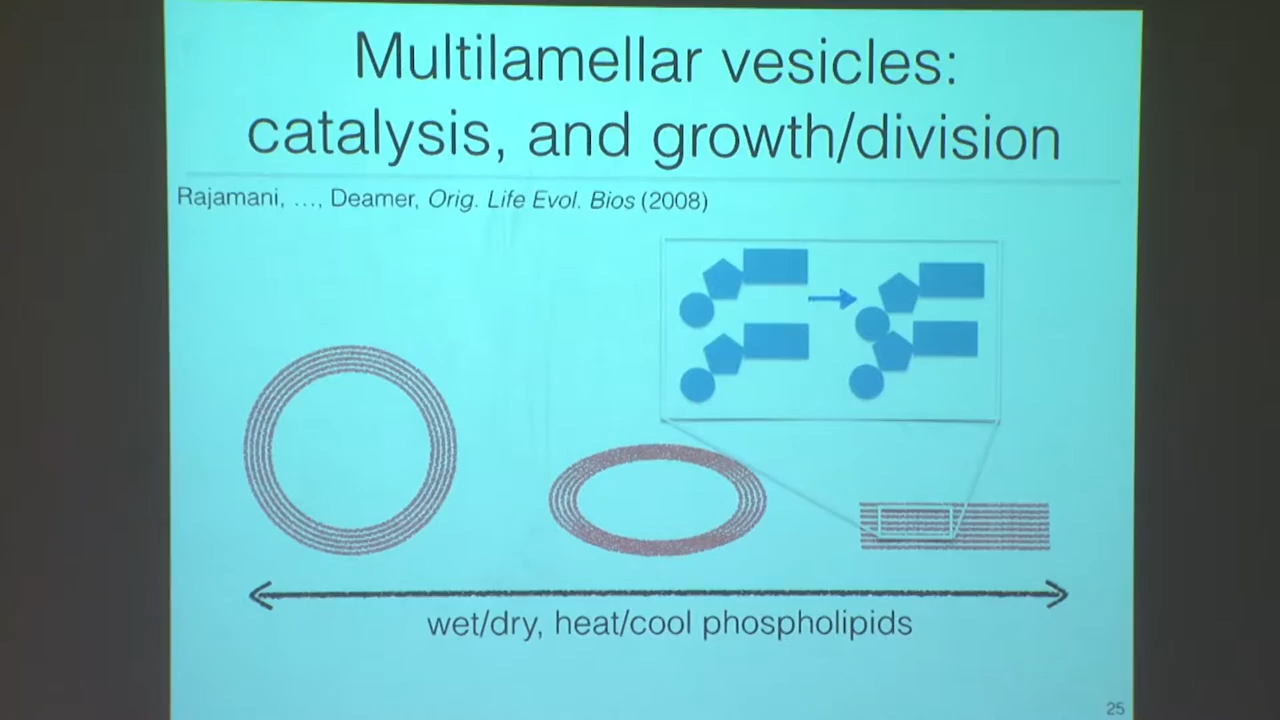 Multilamellar vesicles:
catalysis, and growth/division
Rajamani, ..., Deamer, Orig. Life Evol. Bios (2008)
wet/dry, heat/cool phospholipids
25